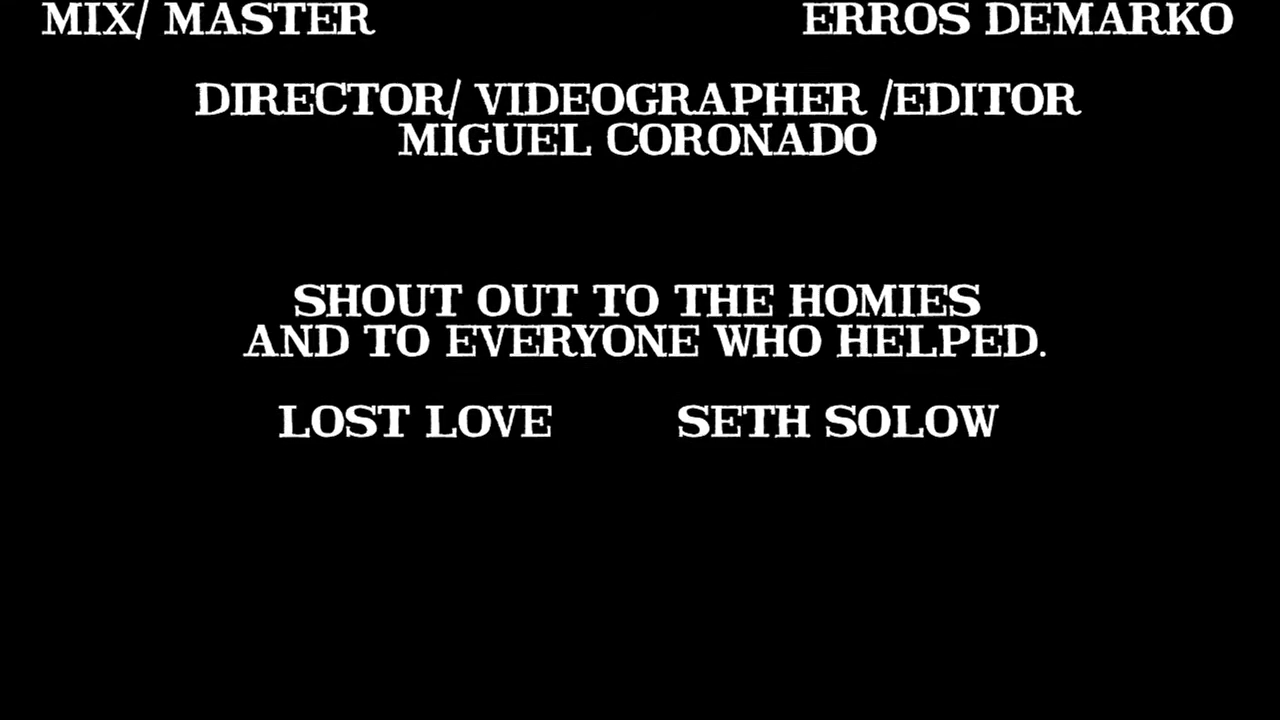 MIX/ MASTER ERROS DEMARKO
DIRECTOR/ VIDEOGRAPHER /EDITOR
MIGUEL CORONADO
SHOUT OUT TO THE HOMIES
AND TO EVERYONE WHO HELPED.
LOST LOVE SETH SOLOW